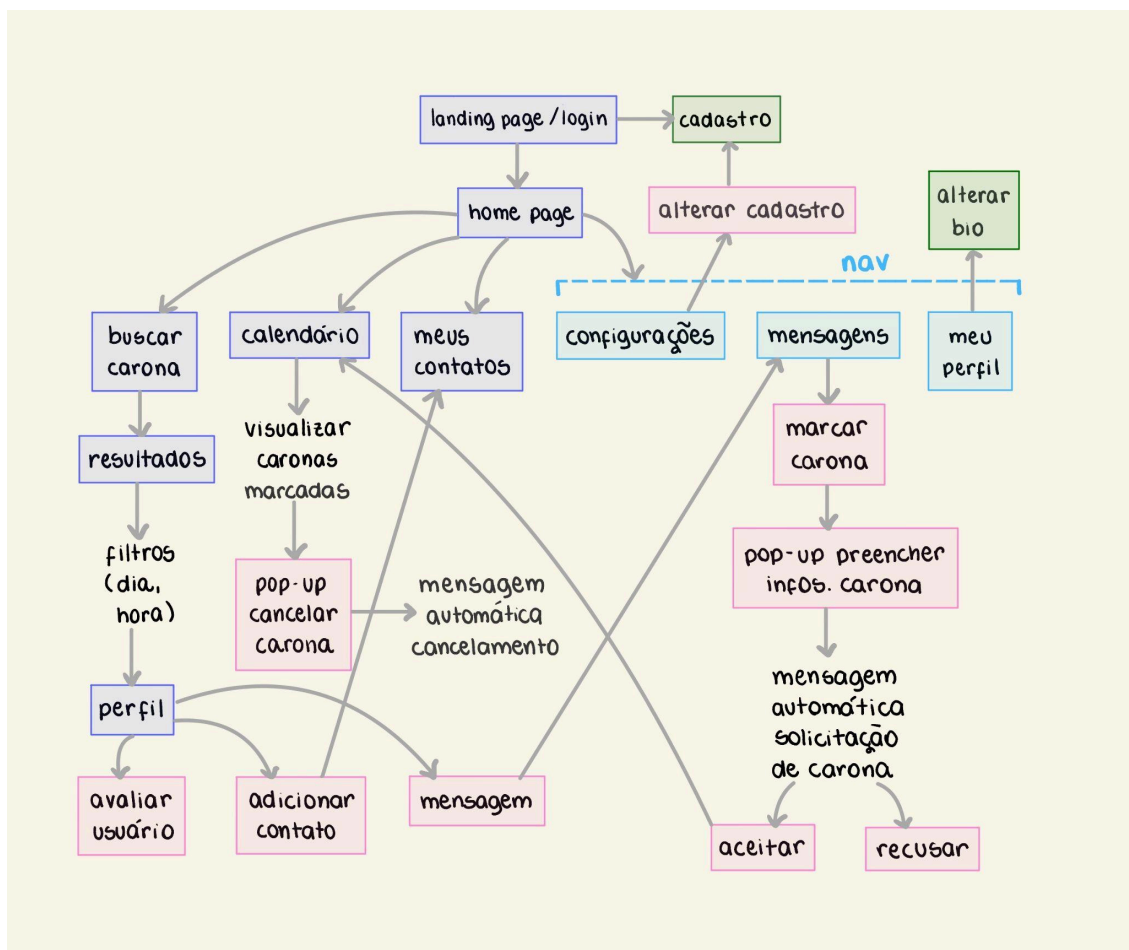 landing page / login
cadastro
home page
alterar cadastro
alterar
bio
nav
buscar
carona
calendário
meus
contatos
configurações
mensagens
meu
perfil
resultados
visualizar
caronas
marcadas
marcar
carona
filtros
(dia,
hora)
pop-up
cancelar
carona
mensagem
automática
cancelamento
pop-up preencher
infos. carona
perfil
mensagem
automática
solicitação
de carona
avaliar
usuário
adicionar
contato
mensagem
aceitar
recusar